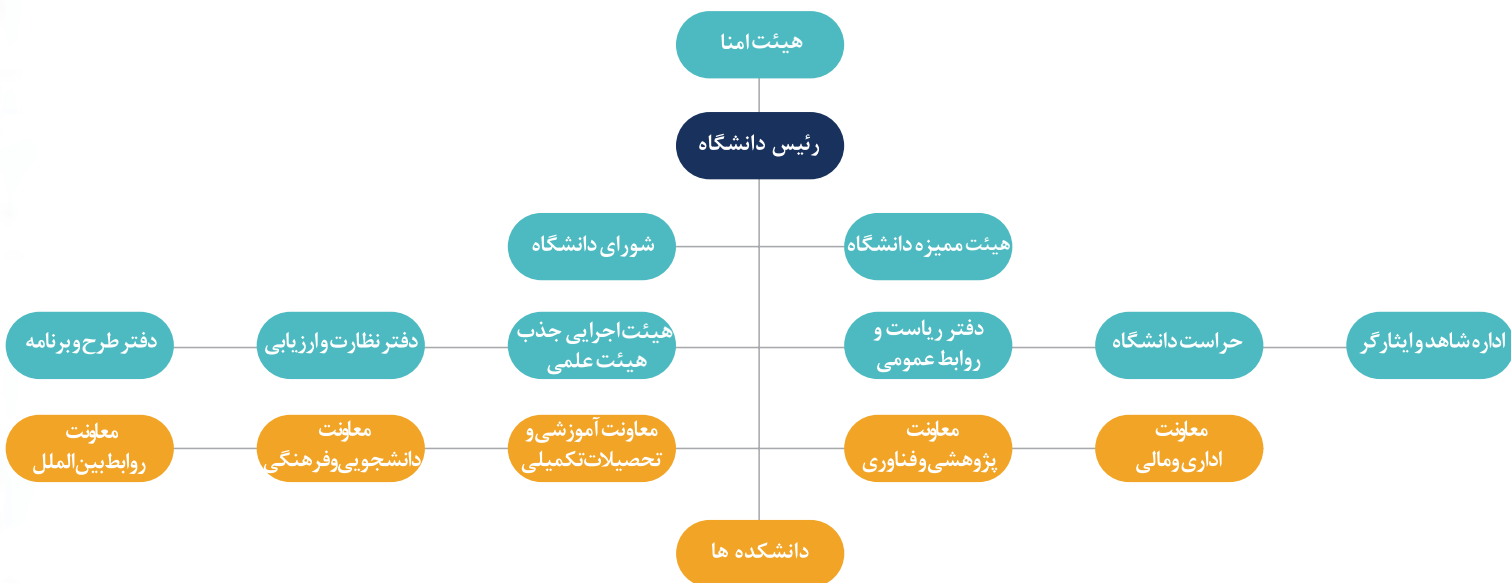 هیئت امنا
رئیس دانشگاه
هیئت ممیزه دانشگاه
شورای دانشگاه
اداره شاهد و ایثارگر
حراست دانشگاه
دفتر ریاست و
روابط عمومی
هیئت اجرایی جذب
هیئت علمی
دفتر نظارت و ارزیابی
دفتر طرح و برنامه
معاونت
اداری و مالی
معاونت
پژوهشی و فناوری
معاونت آموزشی و
تحصیلات تکمیلی
معاونت
دانشجویی و فرهنگی
معاونت
روابط بین الملل
دانشکده ها